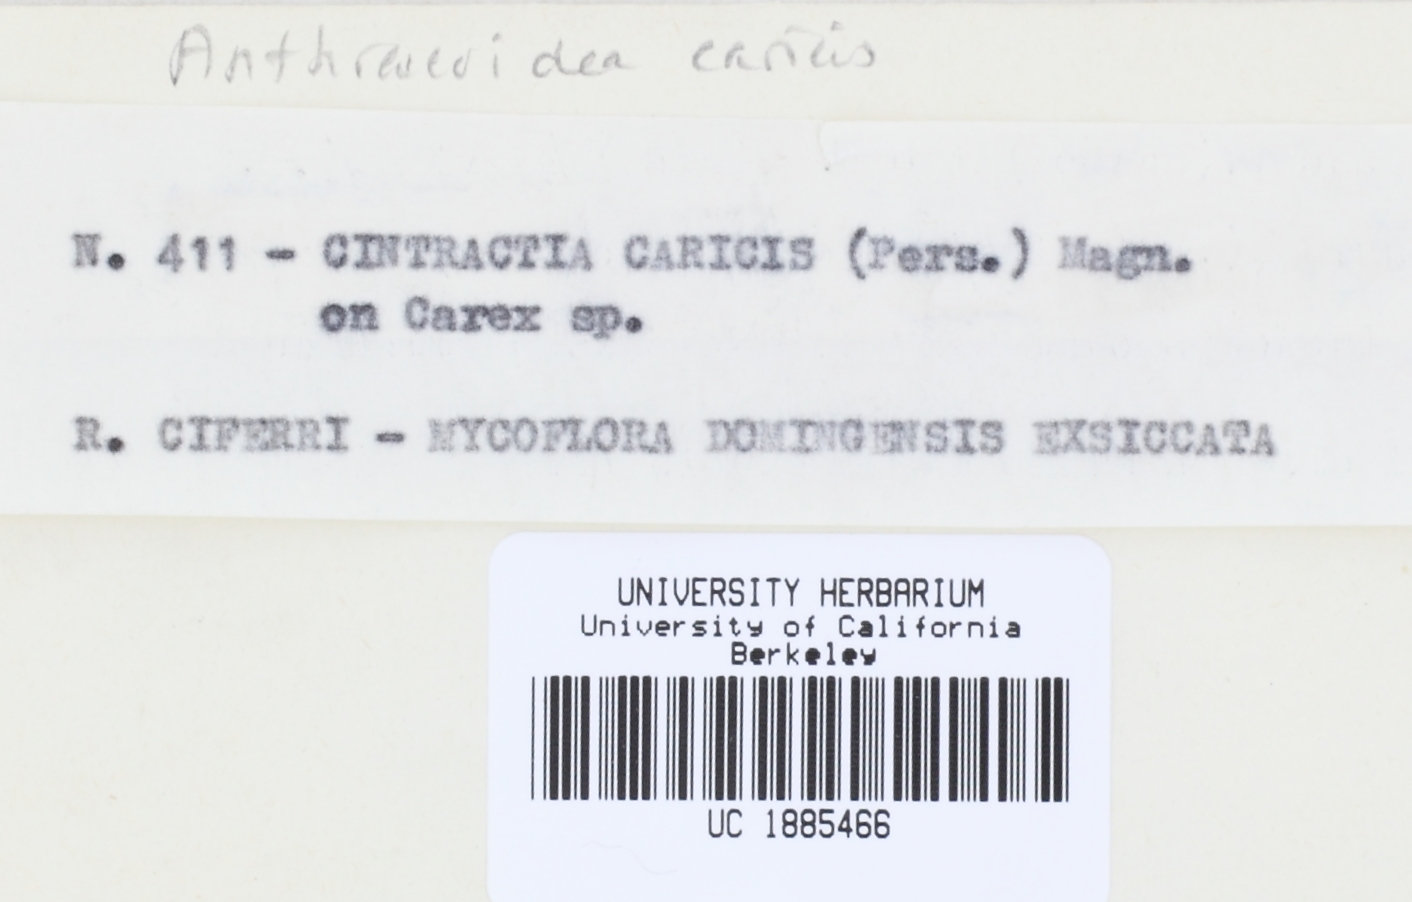 Anthracoidea caricis
N. 411 - CINTRACTIA CARICIS (Pers.) Magn.
on Carex sp.
R. CIFERRI - MYCOFLORA DOMINGENSIS EXSICCATA
UNIVERSITY HERBARIUM
University of California
Berkeley
UC 1885466